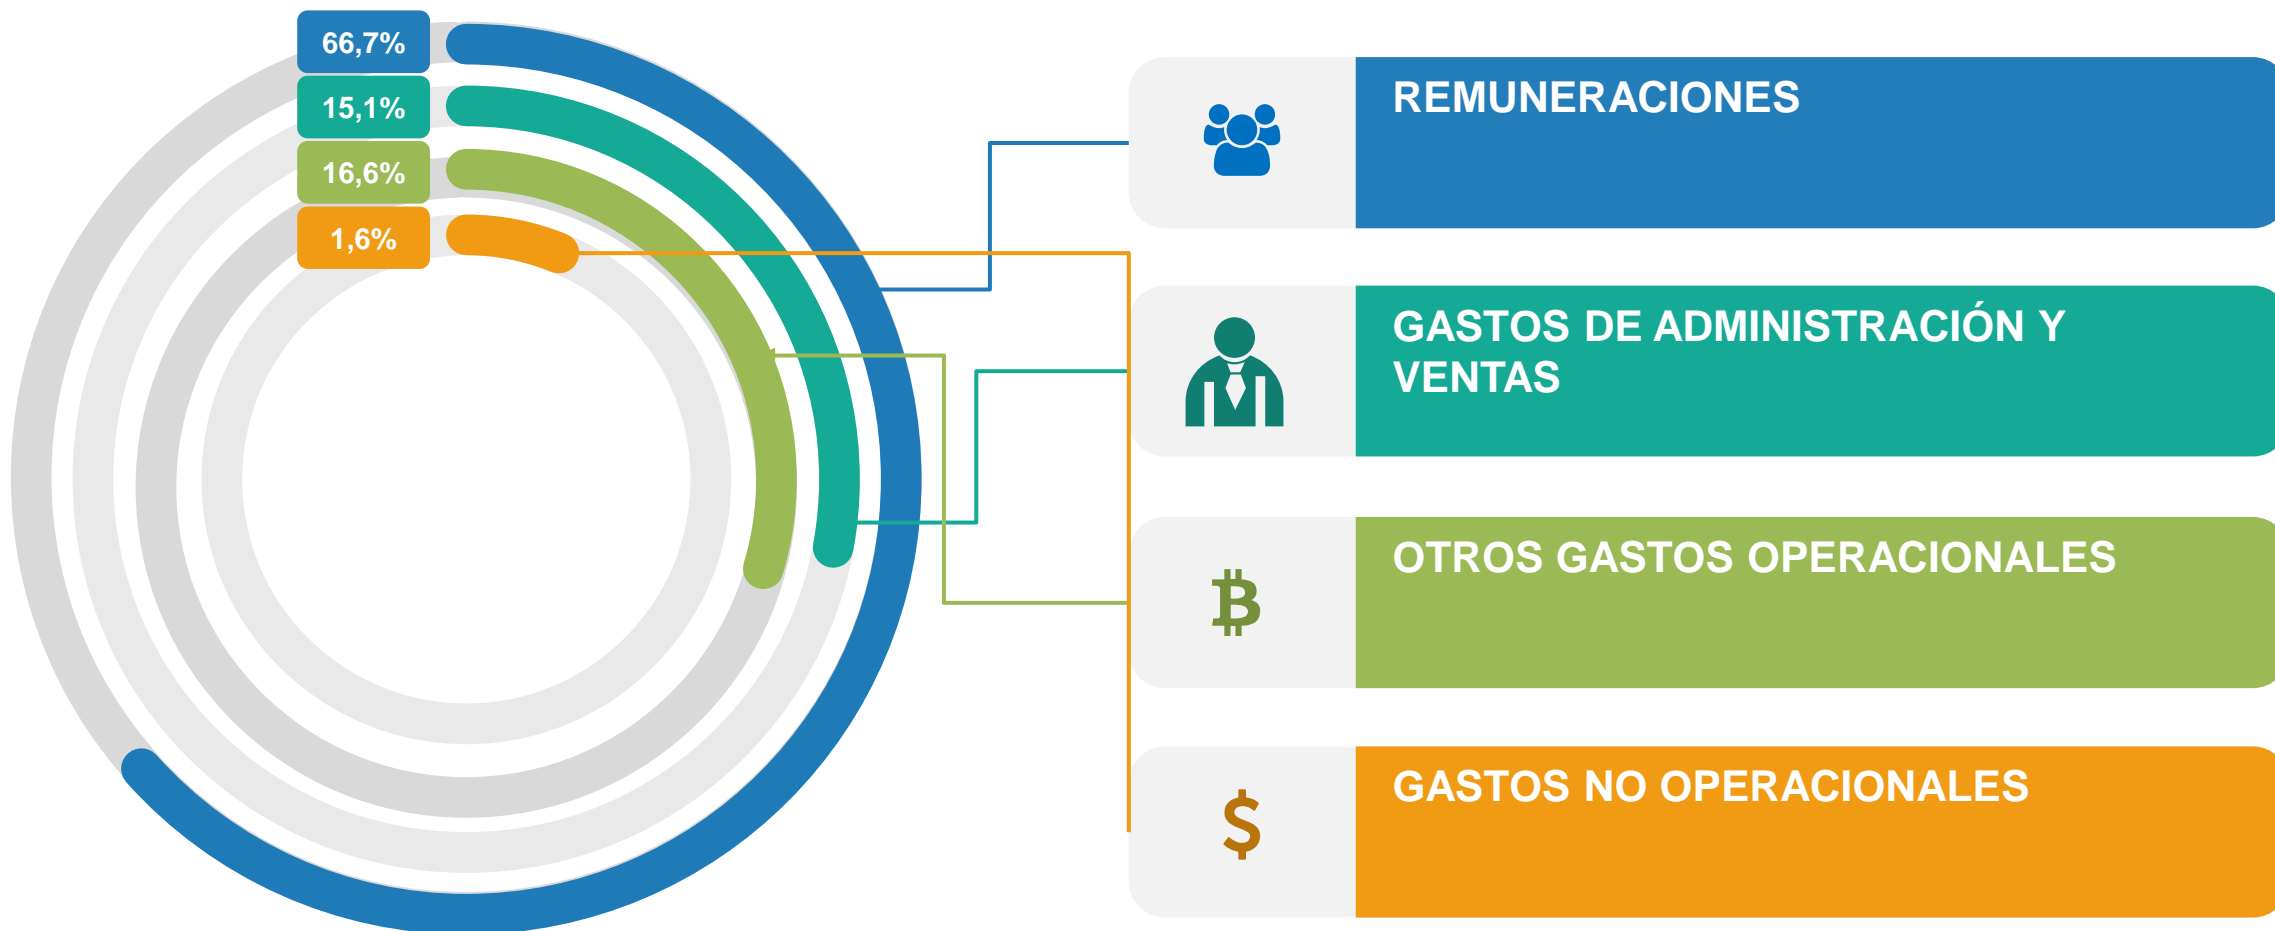 66,7%
15,1%
16,6%
1,6%
REMUNERACIONES
GASTOS DE ADMINISTRACIÓN Y
VENTAS
OTROS GASTOS OPERACIONALES
GASTOS NO OPERACIONALES